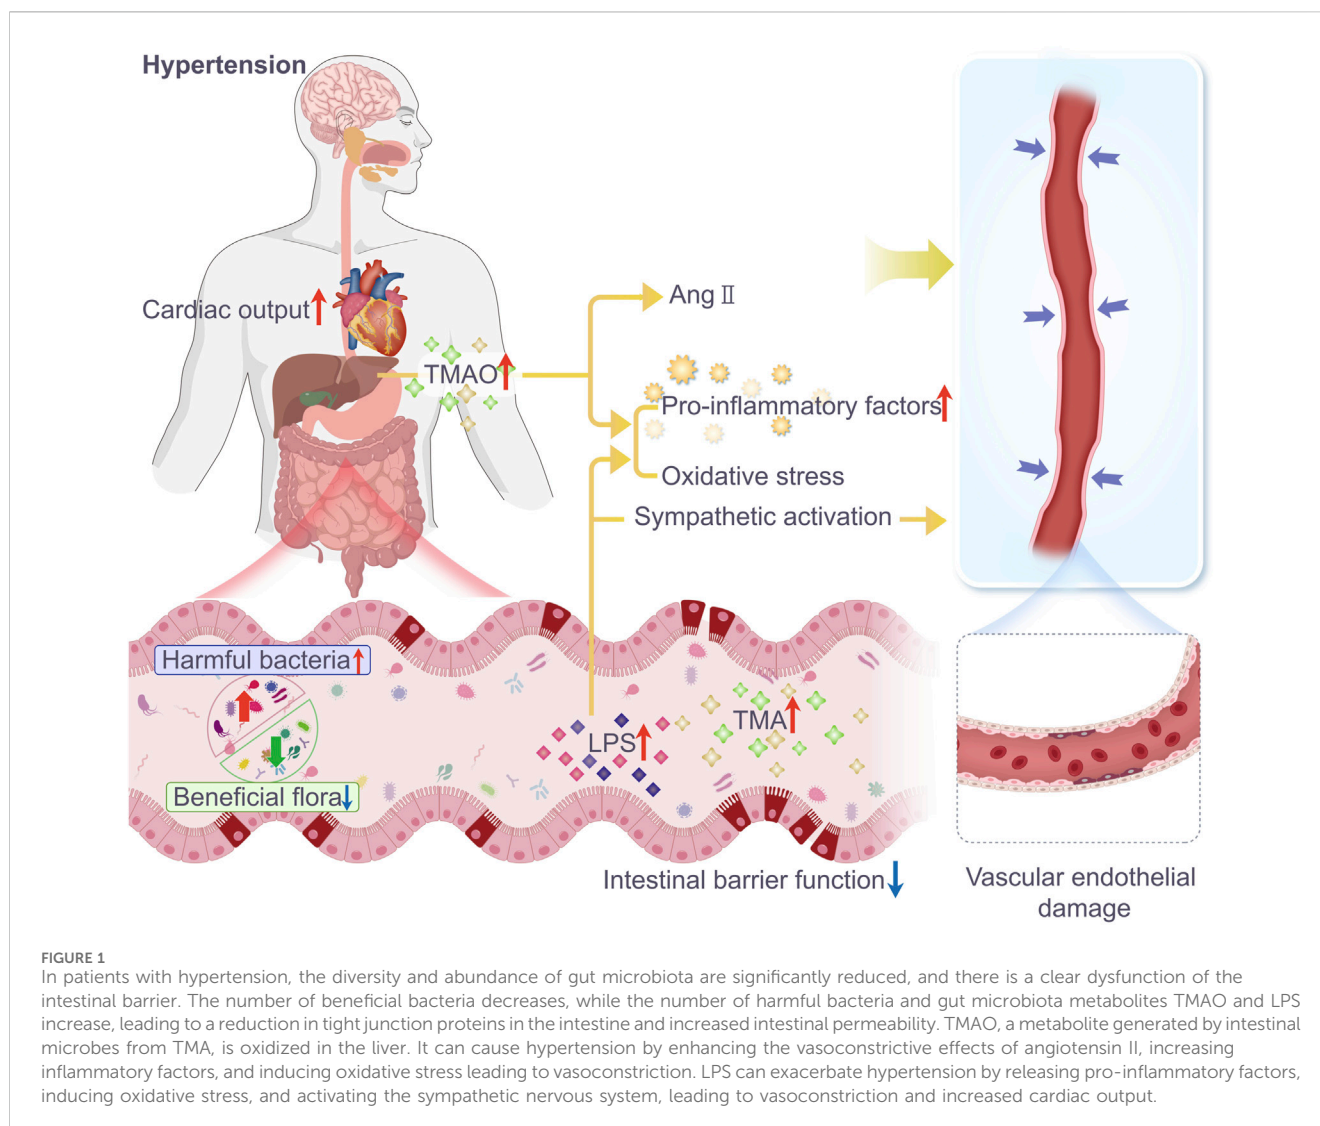 Hypertension
Cardiac output
TMAO
Ang Ⅱ
Pro-inflammatory factors
Oxidative stress
Sympathetic activation
Harmful bacteria
Beneficial flora
LPS
TMA
Intestinal barrier function
Vascular endothelial
damage
FIGURE 1
In patients with hypertension, the diversity and abundance of gut microbiota are significantly reduced, and there is a clear dysfunction of the
intestinal barrier. The number of beneficial bacteria decreases, while the number of harmful bacteria and gut microbiota metabolites TMAO and LPS
increase, leading to a reduction in tight junction proteins in the intestine and increased intestinal permeability. TMAO, a metabolite generated by intestinal
microbes from TMA, is oxidized in the liver. It can cause hypertension by enhancing the vasoconstrictive effects of angiotensin II, increasing
inflammatory factors, and inducing oxidative stress leading to vasoconstriction. LPS can exacerbate hypertension by releasing pro-inflammatory factors,
inducing oxidative stress, and activating the sympathetic nervous system, leading to vasoconstriction and increased cardiac output.